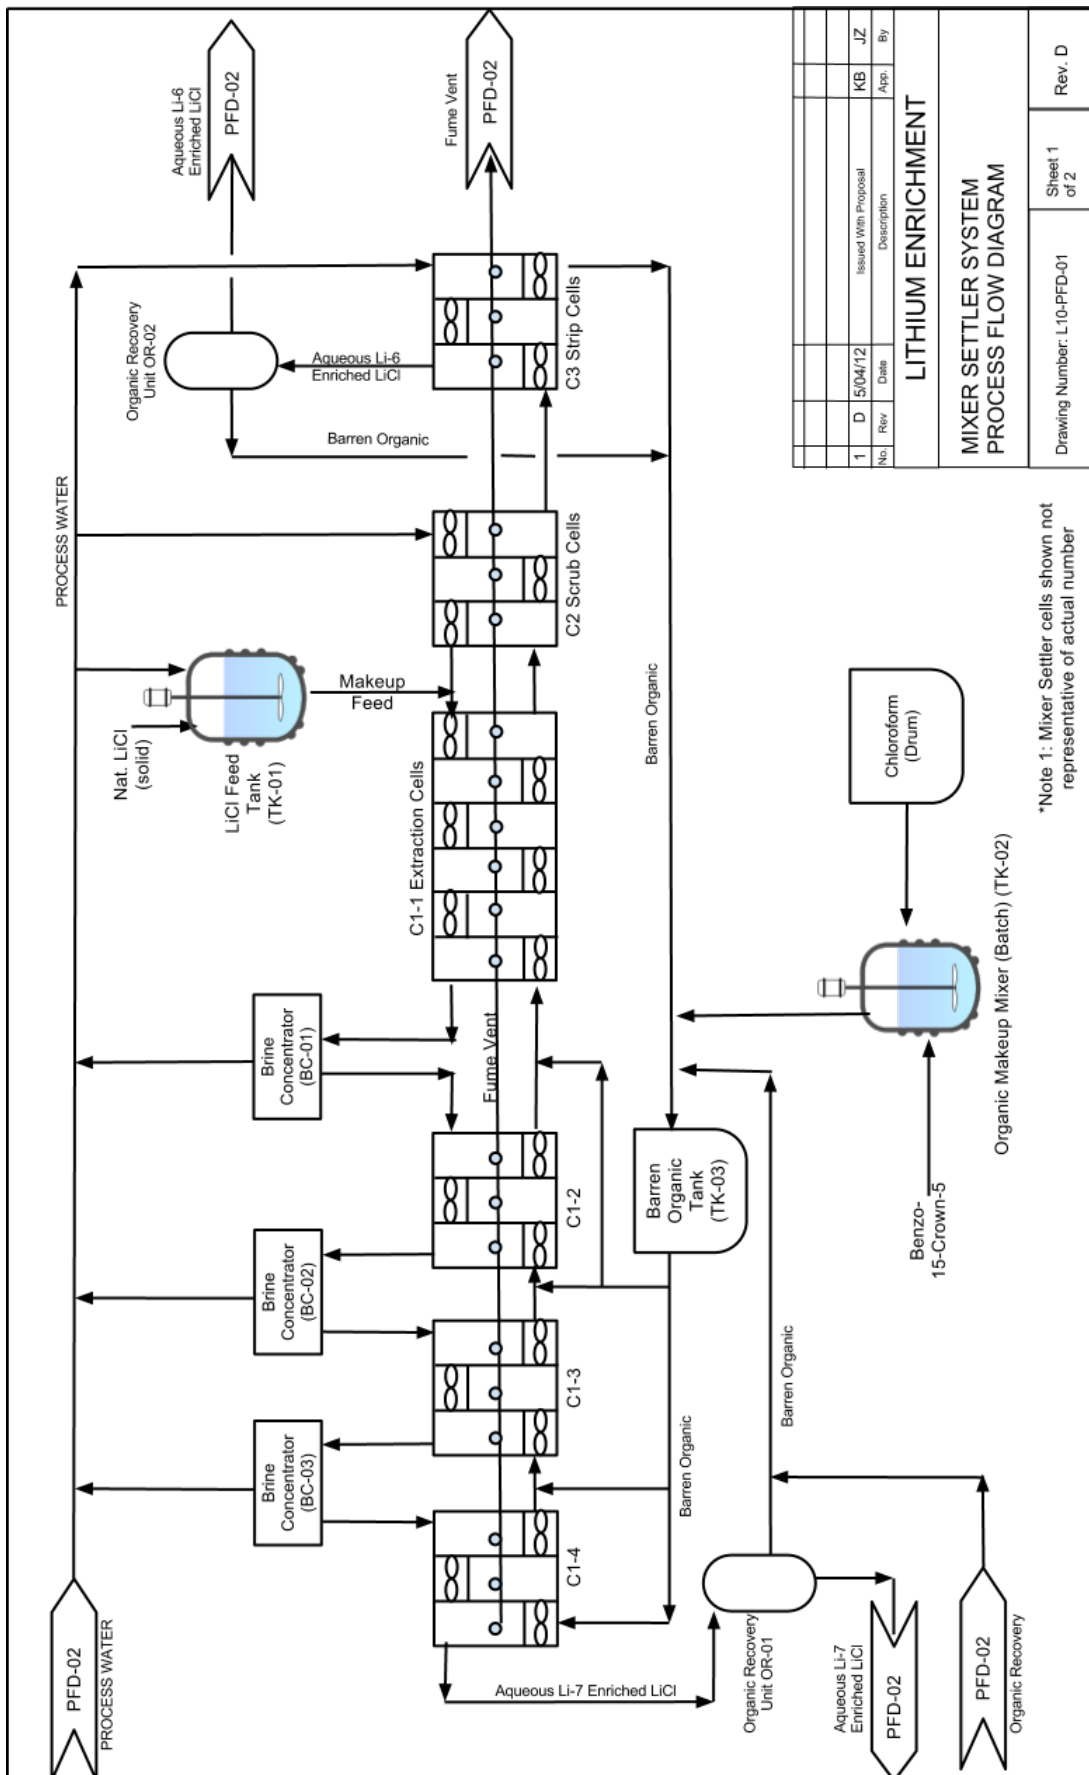 PFD-02
PROCESS WATER
PROCESS WATER
Aqueous Li-6
Enriched LiCl
PFD-02
Organic Recovery
Unit OR-02
Aqueous Li-6
Enriched LiCl
Barren Organic
Fume Vent
PFD-02
Nat. LiCl
(solid)
LiCl Feed
Tank
(TK-01)
Makeup
Feed
Brine
Concentrator
(BC-03)
Brine
Concentrator
(BC-02)
Brine
Concentrator
(BC-01)
Fume Vent
C1-4
C1-3
C1-2
C1-1 Extraction Cells
C2 Scrub Cells
C3 Strip Cells
Aqueous Li-7 Enriched LiCl
Barren Organic
Barren
Organic
Tank
(TK-03)
Barren Organic
Organic Recovery
Unit OR-01
Barren Organic
Aqueous Li-7
Enriched LiCl
PFD-02
PFD-02
Organic Recovery
Benzo-
15-Crown-5
Organic Makeup Mixer (Batch) (TK-02)
Chloroform
(Drum)
*Note 1: Mixer Settler cells shown not
representative of actual number
1 D 5/04/12 Issued With Proposal KB JZ
No. Rev Date Description App. By
LITHIUM ENRICHMENT
MIXER SETTLER SYSTEM
PROCESS FLOW DIAGRAM
Drawing Number: L10-PFD-01
Sheet 1
of 2
Rev. D